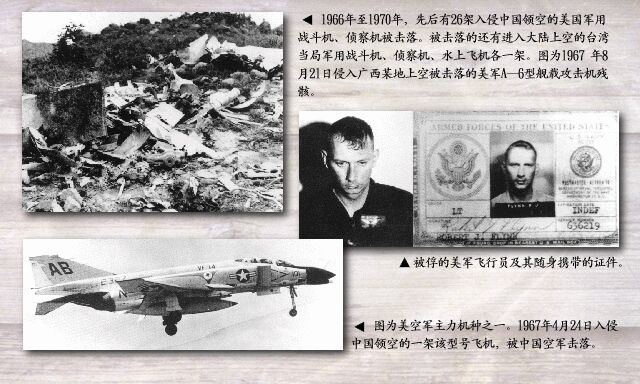 ◀ 1966年至1970年，先后有26架入侵中国领空的美国军用
战斗机、侦察机被击落。被击落的还有进入大陆上空的台湾
当局军用战斗机、侦察机、水上飞机各一架。图为1967 年8
月21日侵入广西某地上空被击落的美军A—6型舰载攻击机残
骸。
ARMED FORCES OF THE UNITED STATES
FLYNN R J
LT
INDEF
636219
▲ 被俘的美军飞行员及其随身携带的证件。
AB
VF 14
◀ 图为美空军主力机种之一。1967年4月24日入侵
中国领空的一架该型号飞机，被中国空军击落。